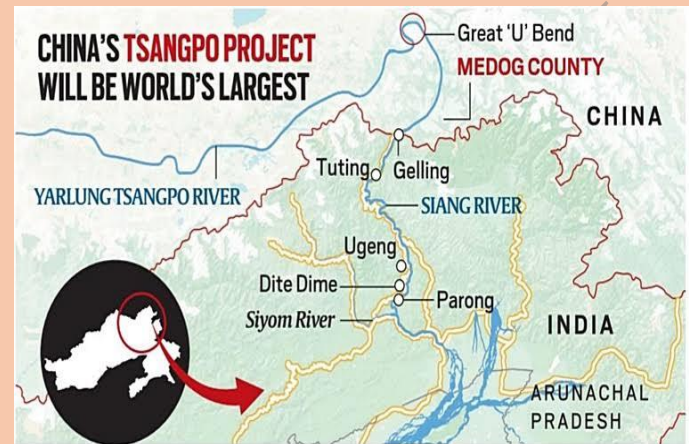 CHINA'S TSANGPO PROJECT
WILL BE WORLD'S LARGEST
Great 'U' Bend
MEDOG COUNTY
CHINA
Tuting
Gelling
YARLUNG TSANGPO RIVER
SIANG RIVER
Ugeng
Dite Dime
Parong
Siyom River
INDIA
ARUNACHAL
PRADESH